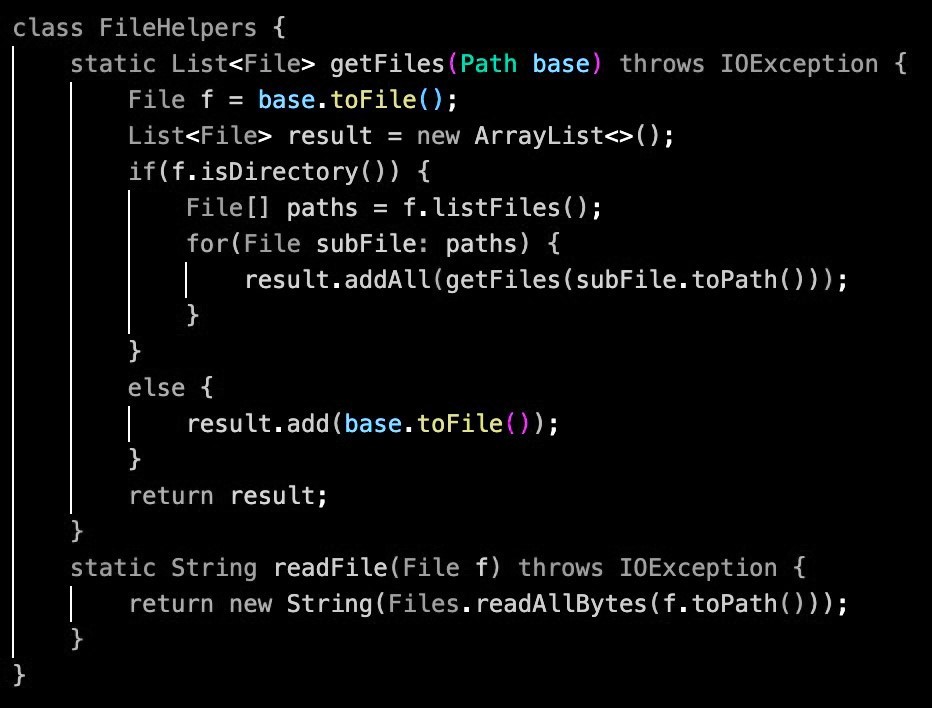 class FileHelpers {
    static List<File> getFiles(Path base) throws IOException {
        File f = base.toFile();
        List<File> result = new ArrayList<>();
        if(f.isDirectory()) {
            File[] paths = f.listFiles();
            for(File subFile: paths) {
                result.addAll(getFiles(subFile.toPath()));
            }
        }
        else {
            result.add(base.toFile());
        }
        return result;
    }
    static String readFile(File f) throws IOException {
        return new String(Files.readAllBytes(f.toPath()));
    }
}